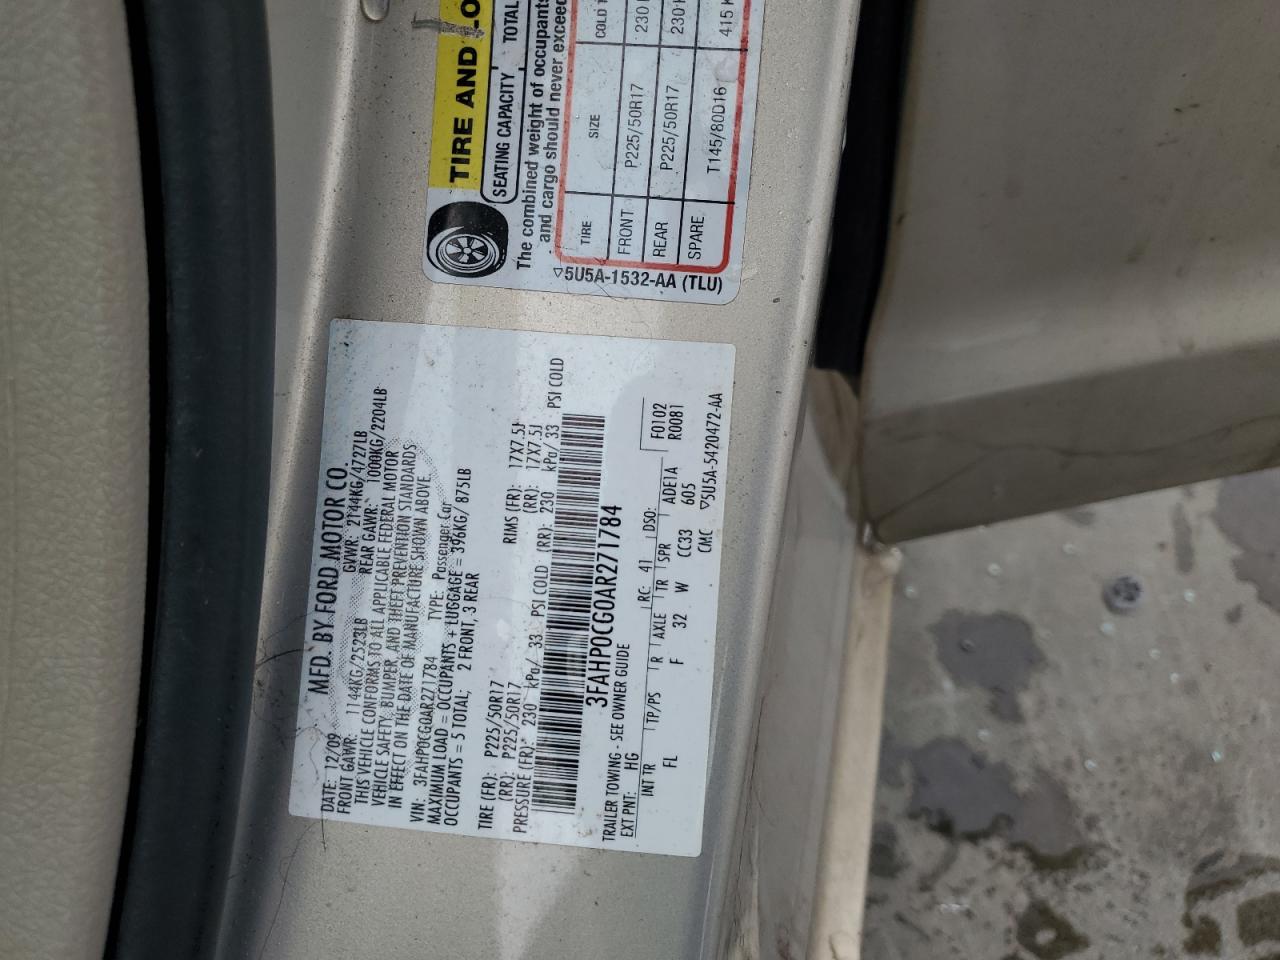 TIRE AND LO
SEATING CAPACITY TOTAL
The combined weight of occupants
and cargo should never exceed
TIRE SIZE COLD
FRONT P225/50R17 230
REAR P225/50R17 230
SPARE T145/80D16 415
▽5U5A-1532-AA (TLU)
MFD. BY FORD MOTOR CO.
DATE: 12/09 GVWR: 2144KG/4727LB
FRONT GAWR: 1144KG/2523LB REAR GAWR: 1000KG/2204LB
THIS VEHICLE CONFORMS TO ALL APPLICABLE FEDERAL MOTOR
VEHICLE SAFETY, BUMPER, AND THEFT PREVENTION STANDARDS
IN EFFECT ON THE DATE OF MANUFACTURE SHOWN ABOVE.
VIN: 3FAHP0CG0AR271784 TYPE: Passenger Car
MAXIMUM LOAD = OCCUPANTS + LUGGAGE = 396KG/ 875LB
OCCUPANTS = 5 TOTAL; 2 FRONT, 3 REAR
TIRE (FR): P225/50R17 RIMS (FR): 17X7.5J
(RR): P225/50R17 (RR): 17X7.5J
PRESSURE (FR): 230 kPa/ 33 PSI COLD (RR): 230 kPa/ 33 PSI COLD
3FAHP0CG0AR271784
TRAILER TOWING - SEE OWNER GUIDE
EXT PNT: HG RC: 41 DSO: F0102
R0081
INT TR TP/PS R AXLE TR SPR ADE1A
FL F 32 W CC33 605
CMC ▽5U5A-5420472-AA